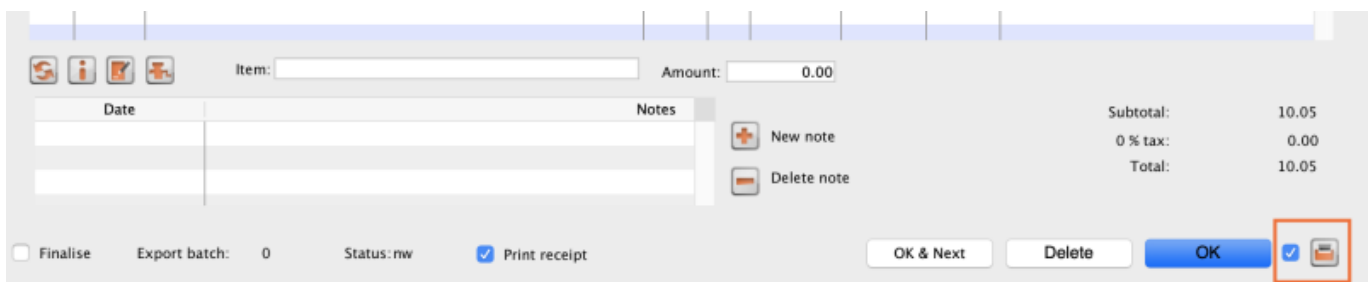 Item:
Amount: 0.00
Date Notes
Subtotal: 10.05
New note
0 % tax: 0.00
Total: 10.05
Delete note
Finalise Export batch: 0 Status: nw Print receipt OK & Next Delete OK